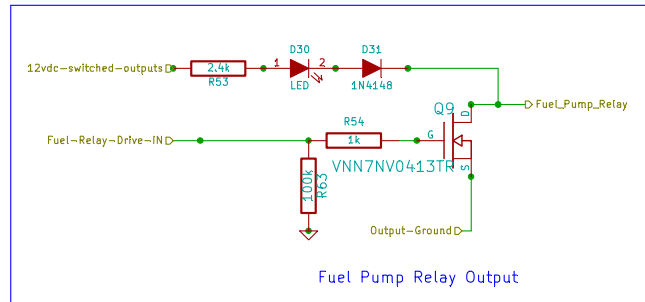 D30
D31
12vdc-switched-outputs
2.4k
1
2
R53
LED
1N4148
Q9
D
Fuel_Pump_Relay
R54
Fuel-Relay-Drive-IN
1k
G
VNN7NV0413TR
S
100k
R63
Output-Ground
Fuel Pump Relay Output